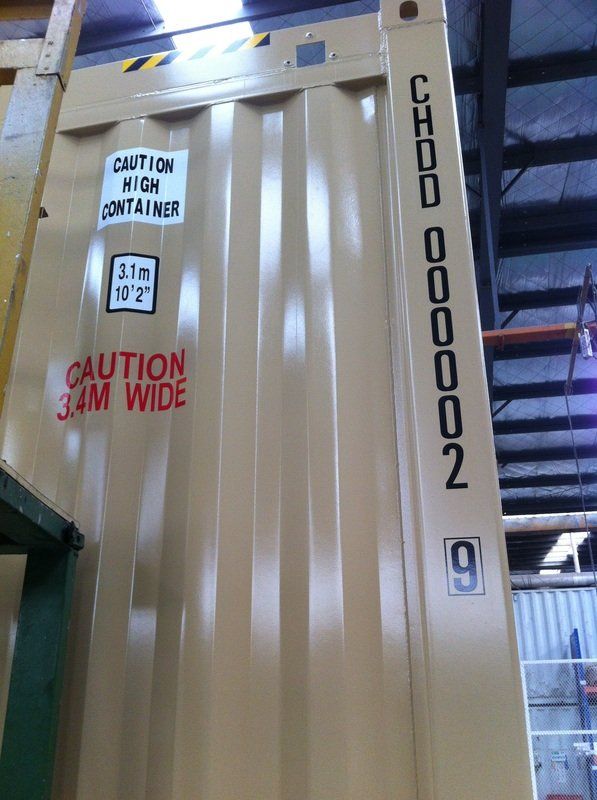 CAUTION
HIGH
CONTAINER
3.1m
10'2"
CAUTION
3.4M WIDE
CHDD 000002
9